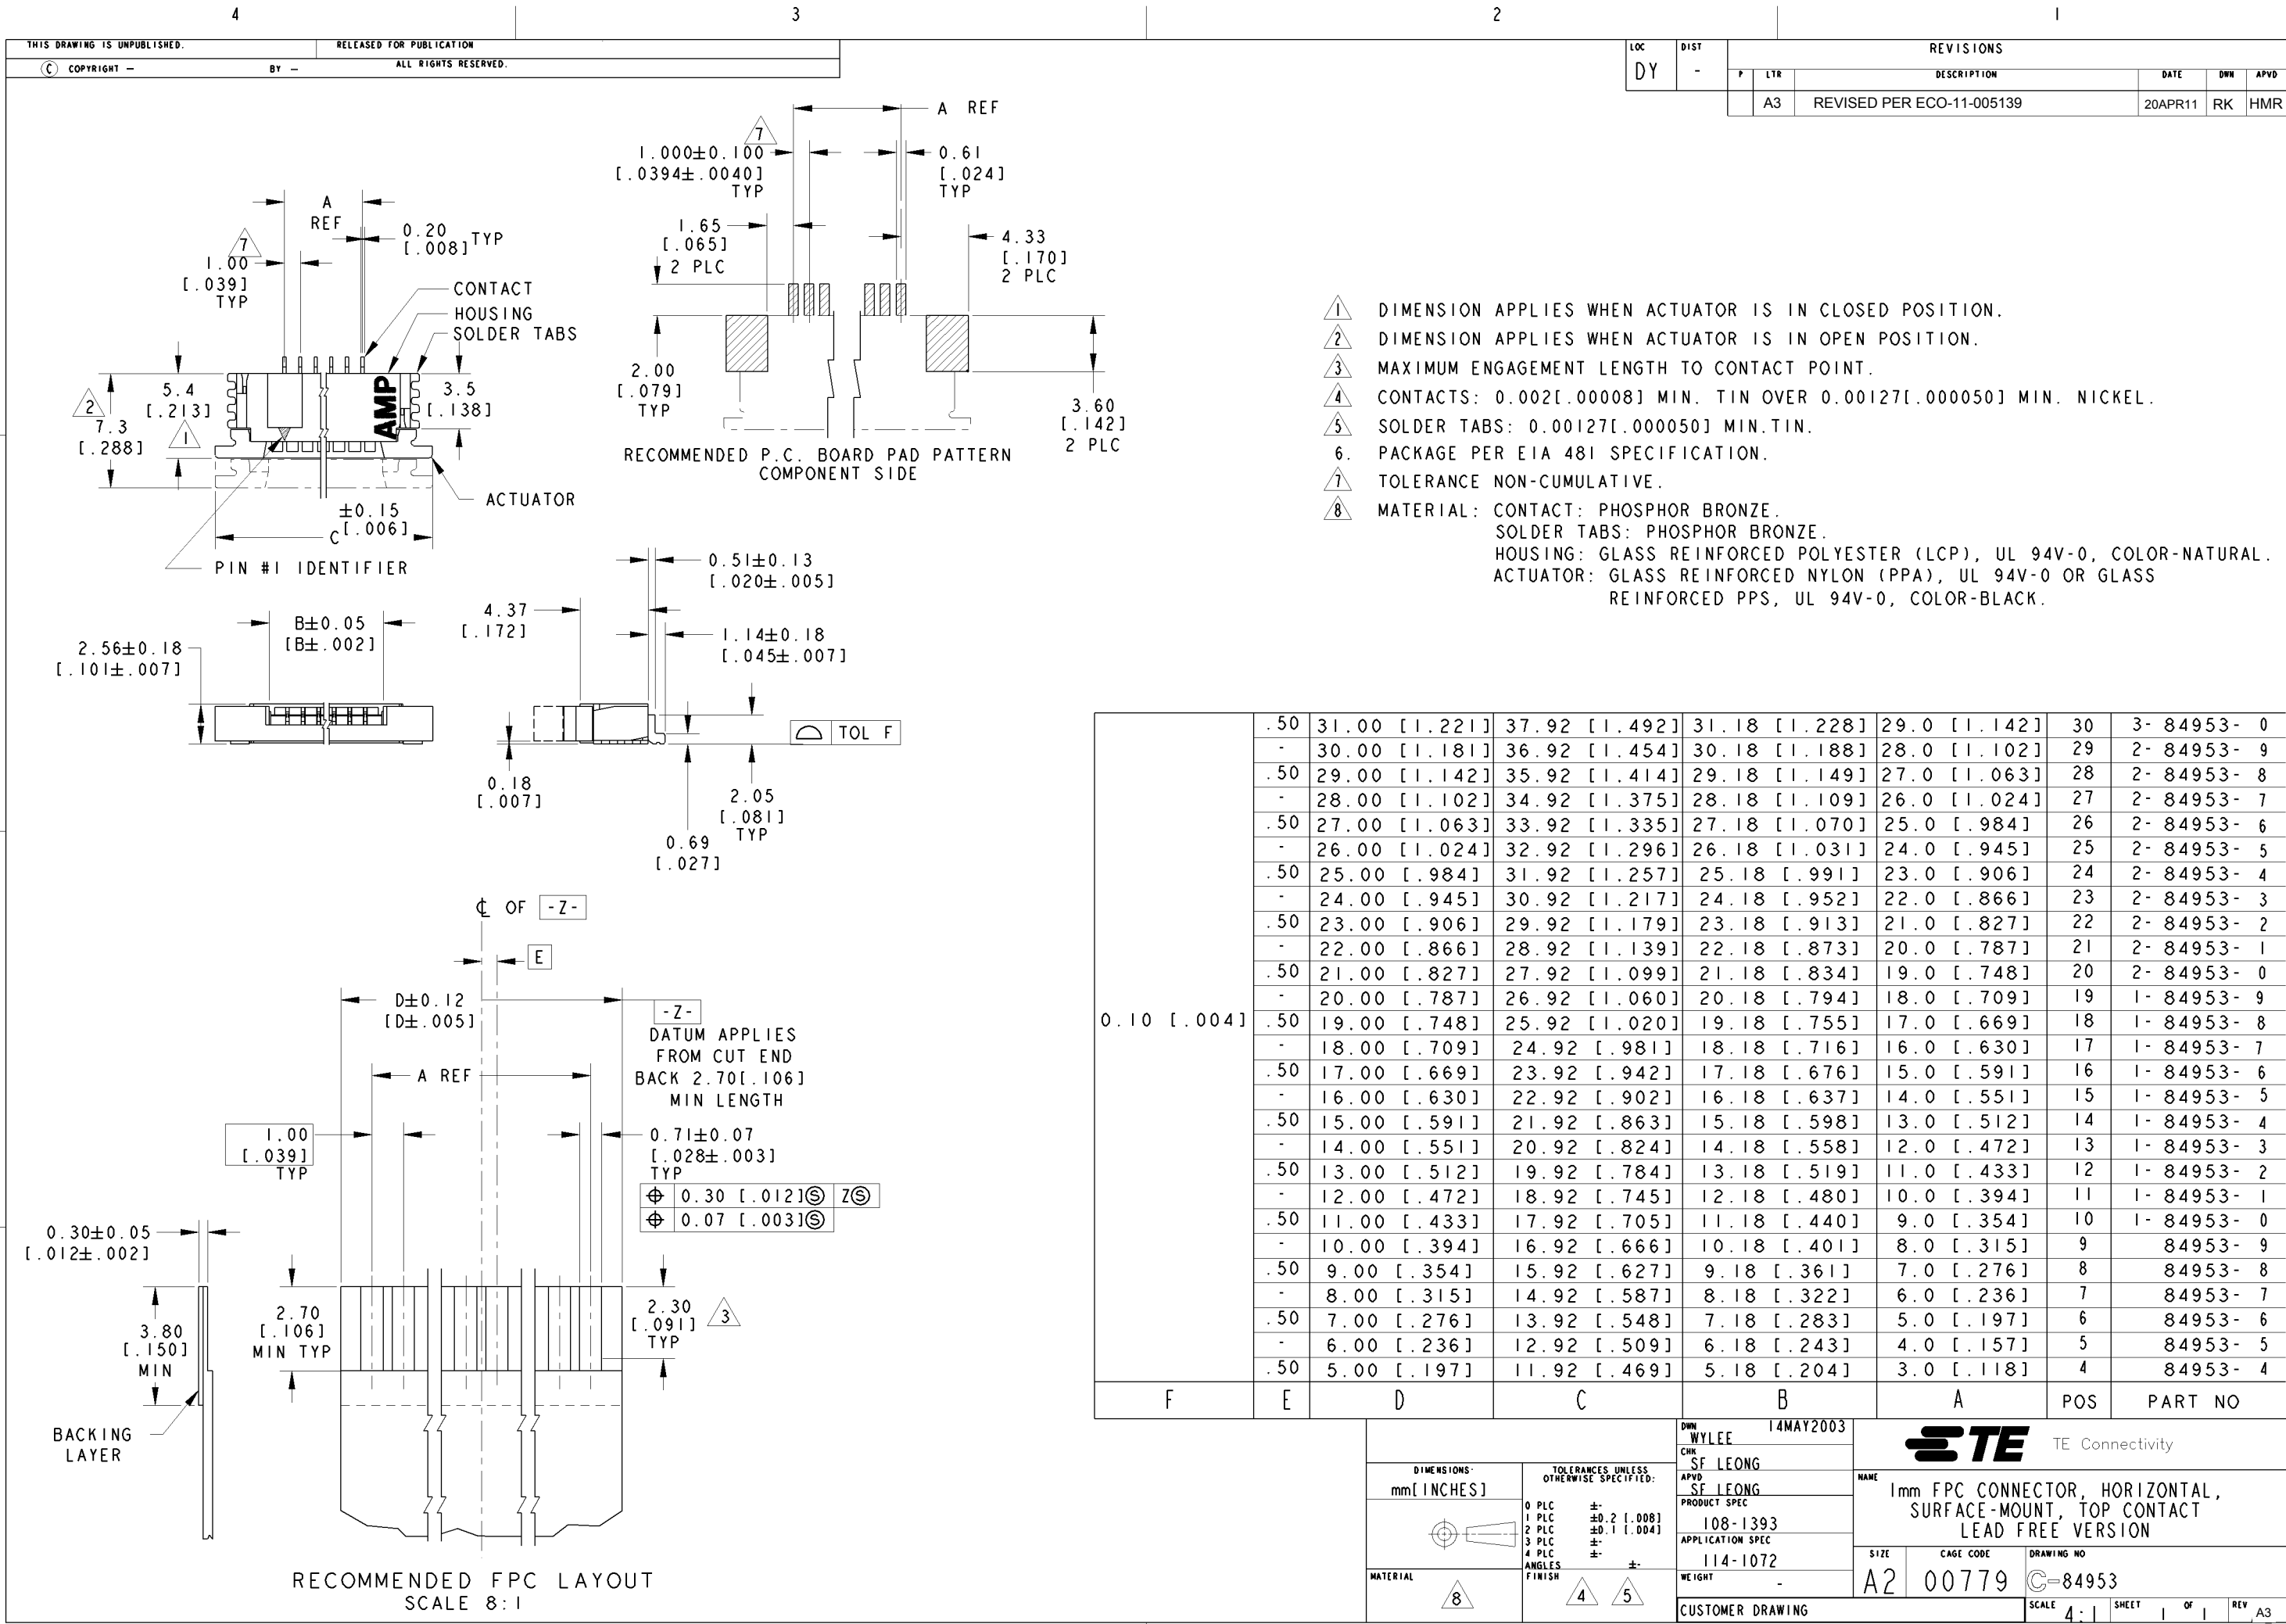 4 3 2 1
THIS DRAWING IS UNPUBLISHED. RELEASED FOR PUBLICATION
© COPYRIGHT — BY — ALL RIGHTS RESERVED.
LOC DIST REVISIONS
DY -
P LTR DESCRIPTION DATE DWN APVD
A3 REVISED PER ECO-11-005139 20APR11 RK HMR
A
REF
0.20
[.008] TYP
7
1.00
[.039]
TYP
CONTACT
HOUSING
SOLDER TABS
5.4
[.213]
1
2
7.3
[.288]
AMP
3.5
[.138]
ACTUATOR
±0.15
[.006]
C
PIN #1 IDENTIFIER
A REF
7
1.000±0.100
[.0394±.0040]
TYP
0.61
[.024]
TYP
1.65
[.065]
2 PLC
4.33
[.170]
2 PLC
2.00
[.079]
TYP
3.60
[.142]
2 PLC
RECOMMENDED P.C. BOARD PAD PATTERN
COMPONENT SIDE
1 DIMENSION APPLIES WHEN ACTUATOR IS IN CLOSED POSITION.
2 DIMENSION APPLIES WHEN ACTUATOR IS IN OPEN POSITION.
3 MAXIMUM ENGAGEMENT LENGTH TO CONTACT POINT.
4 CONTACTS: 0.002[.00008] MIN. TIN OVER 0.00127[.000050] MIN. NICKEL.
5 SOLDER TABS: 0.00127[.000050] MIN.TIN.
6. PACKAGE PER EIA 481 SPECIFICATION.
7 TOLERANCE NON-CUMULATIVE.
8 MATERIAL: CONTACT: PHOSPHOR BRONZE.
SOLDER TABS: PHOSPHOR BRONZE.
HOUSING: GLASS REINFORCED POLYESTER (LCP), UL 94V-0, COLOR-NATURAL.
ACTUATOR: GLASS REINFORCED NYLON (PPA), UL 94V-0 OR GLASS
REINFORCED PPS, UL 94V-0, COLOR-BLACK.
B±0.05
[B±.002]
2.56±0.18
[.101±.007]
0.51±0.13
[.020±.005]
4.37
[.172]
1.14±0.18
[.045±.007]
⌓ TOL F
0.18
[.007]
2.05
[.081]
TYP
0.69
[.027]
℄ OF -Z-
E
D±0.12
[D±.005]
-Z-
DATUM APPLIES
FROM CUT END
BACK 2.70[.106]
MIN LENGTH
A REF
1.00
[.039]
TYP
0.71±0.07
[.028±.003]
TYP
⌖ 0.30 [.012]Ⓢ ZⓈ
⌖ 0.07 [.003]Ⓢ
0.30±0.05
[.012±.002]
3.80
[.150]
MIN
2.70
[.106]
MIN TYP
2.30
[.091]
TYP
3
BACKING
LAYER
RECOMMENDED FPC LAYOUT
SCALE 8:1
0.10 [.004]
.50 31.00 [1.221] 37.92 [1.492] 31.18 [1.228] 29.0 [1.142] 30 3- 84953- 0
- 30.00 [1.181] 36.92 [1.454] 30.18 [1.188] 28.0 [1.102] 29 2- 84953- 9
.50 29.00 [1.142] 35.92 [1.414] 29.18 [1.149] 27.0 [1.063] 28 2- 84953- 8
- 28.00 [1.102] 34.92 [1.375] 28.18 [1.109] 26.0 [1.024] 27 2- 84953- 7
.50 27.00 [1.063] 33.92 [1.335] 27.18 [1.070] 25.0 [.984] 26 2- 84953- 6
- 26.00 [1.024] 32.92 [1.296] 26.18 [1.031] 24.0 [.945] 25 2- 84953- 5
.50 25.00 [.984] 31.92 [1.257] 25.18 [.991] 23.0 [.906] 24 2- 84953- 4
- 24.00 [.945] 30.92 [1.217] 24.18 [.952] 22.0 [.866] 23 2- 84953- 3
.50 23.00 [.906] 29.92 [1.179] 23.18 [.913] 21.0 [.827] 22 2- 84953- 2
- 22.00 [.866] 28.92 [1.139] 22.18 [.873] 20.0 [.787] 21 2- 84953- 1
.50 21.00 [.827] 27.92 [1.099] 21.18 [.834] 19.0 [.748] 20 2- 84953- 0
- 20.00 [.787] 26.92 [1.060] 20.18 [.794] 18.0 [.709] 19 1- 84953- 9
.50 19.00 [.748] 25.92 [1.020] 19.18 [.755] 17.0 [.669] 18 1- 84953- 8
- 18.00 [.709] 24.92 [.981] 18.18 [.716] 16.0 [.630] 17 1- 84953- 7
.50 17.00 [.669] 23.92 [.942] 17.18 [.676] 15.0 [.591] 16 1- 84953- 6
- 16.00 [.630] 22.92 [.902] 16.18 [.637] 14.0 [.551] 15 1- 84953- 5
.50 15.00 [.591] 21.92 [.863] 15.18 [.598] 13.0 [.512] 14 1- 84953- 4
- 14.00 [.551] 20.92 [.824] 14.18 [.558] 12.0 [.472] 13 1- 84953- 3
.50 13.00 [.512] 19.92 [.784] 13.18 [.519] 11.0 [.433] 12 1- 84953- 2
- 12.00 [.472] 18.92 [.745] 12.18 [.480] 10.0 [.394] 11 1- 84953- 1
.50 11.00 [.433] 17.92 [.705] 11.18 [.440] 9.0 [.354] 10 1- 84953- 0
- 10.00 [.394] 16.92 [.666] 10.18 [.401] 8.0 [.315] 9 84953- 9
.50 9.00 [.354] 15.92 [.627] 9.18 [.361] 7.0 [.276] 8 84953- 8
- 8.00 [.315] 14.92 [.587] 8.18 [.322] 6.0 [.236] 7 84953- 7
.50 7.00 [.276] 13.92 [.548] 7.18 [.283] 5.0 [.197] 6 84953- 6
- 6.00 [.236] 12.92 [.509] 6.18 [.243] 4.0 [.157] 5 84953- 5
.50 5.00 [.197] 11.92 [.469] 5.18 [.204] 3.0 [.118] 4 84953- 4
F E D C B A POS PART NO
DIMENSIONS:
mm[INCHES]
TOLERANCES UNLESS
OTHERWISE SPECIFIED:
0 PLC ±-
1 PLC ±0.2 [.008]
2 PLC ±0.1 [.004]
3 PLC ±-
4 PLC ±-
ANGLES ±-
MATERIAL
8
FINISH
4 5
DWN 14MAY2003
WYLEE
CHK
SF LEONG
APVD
SF LEONG
PRODUCT SPEC
108-1393
APPLICATION SPEC
114-1072
WEIGHT
-
CUSTOMER DRAWING
TE TE Connectivity
NAME
1mm FPC CONNECTOR, HORIZONTAL,
SURFACE-MOUNT, TOP CONTACT
LEAD FREE VERSION
SIZE CAGE CODE DRAWING NO
A2 00779 C-84953
SCALE 4:1 SHEET 1 OF 1 REV A3